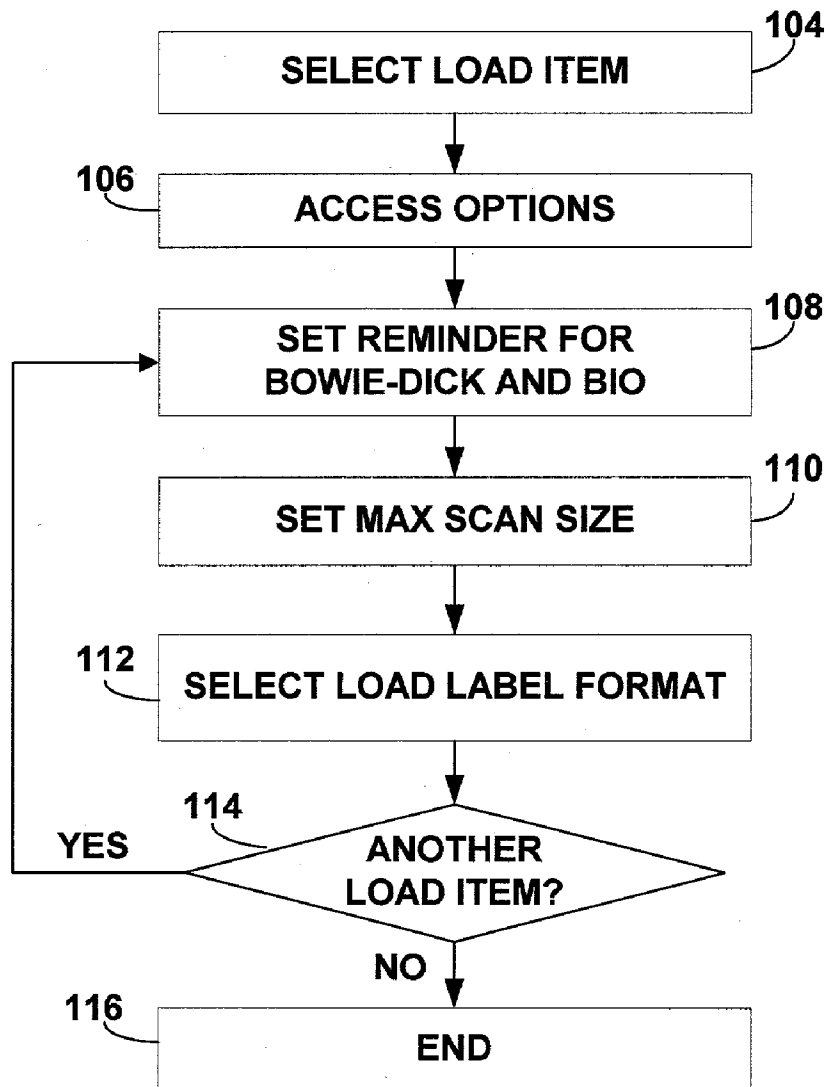 104
SELECT LOAD ITEM
106
ACCESS OPTIONS
108
SET REMINDER FOR
BOWIE-DICK AND BIO
110
SET MAX SCAN SIZE
112
SELECT LOAD LABEL FORMAT
114
YES
ANOTHER
LOAD ITEM?
NO
116
END